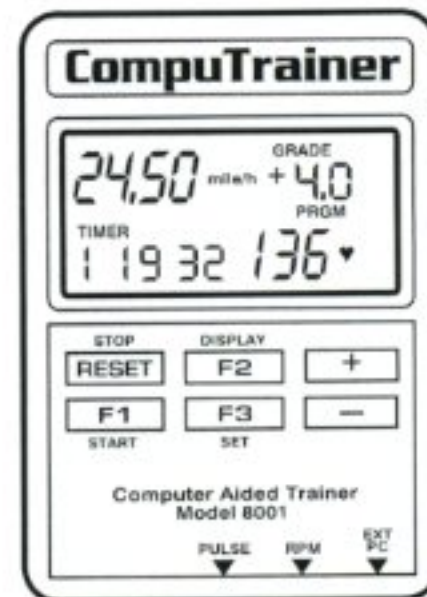 CompuTrainer
GRADE
24.50 mile/h + 4.0
PRGM
TIMER
1 19 32 136 ♥
STOP DISPLAY
RESET F2 +
F1 F3 —
START SET
Computer Aided Trainer
Model 8001
PULSE RPM EXT PC